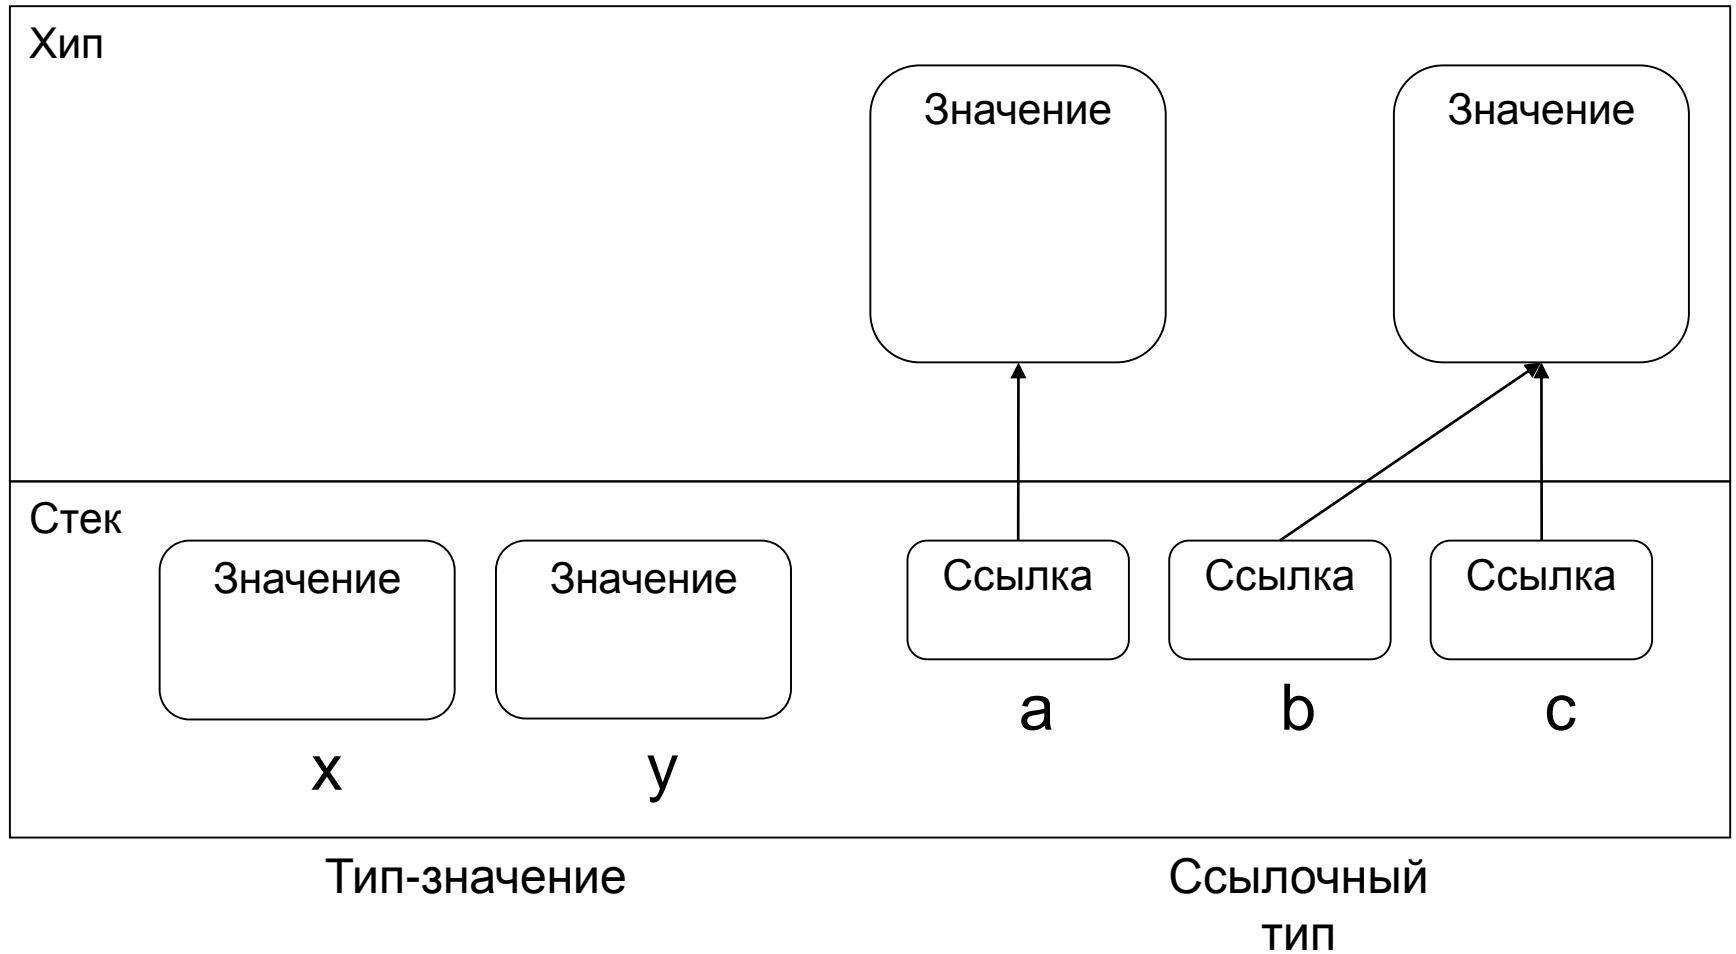 Хип
Значение
Значение
Стек
Значение
Значение
Ссылка
Ссылка
Ссылка
a
b
c
x
y
Тип-значение
Ссылочный
тип